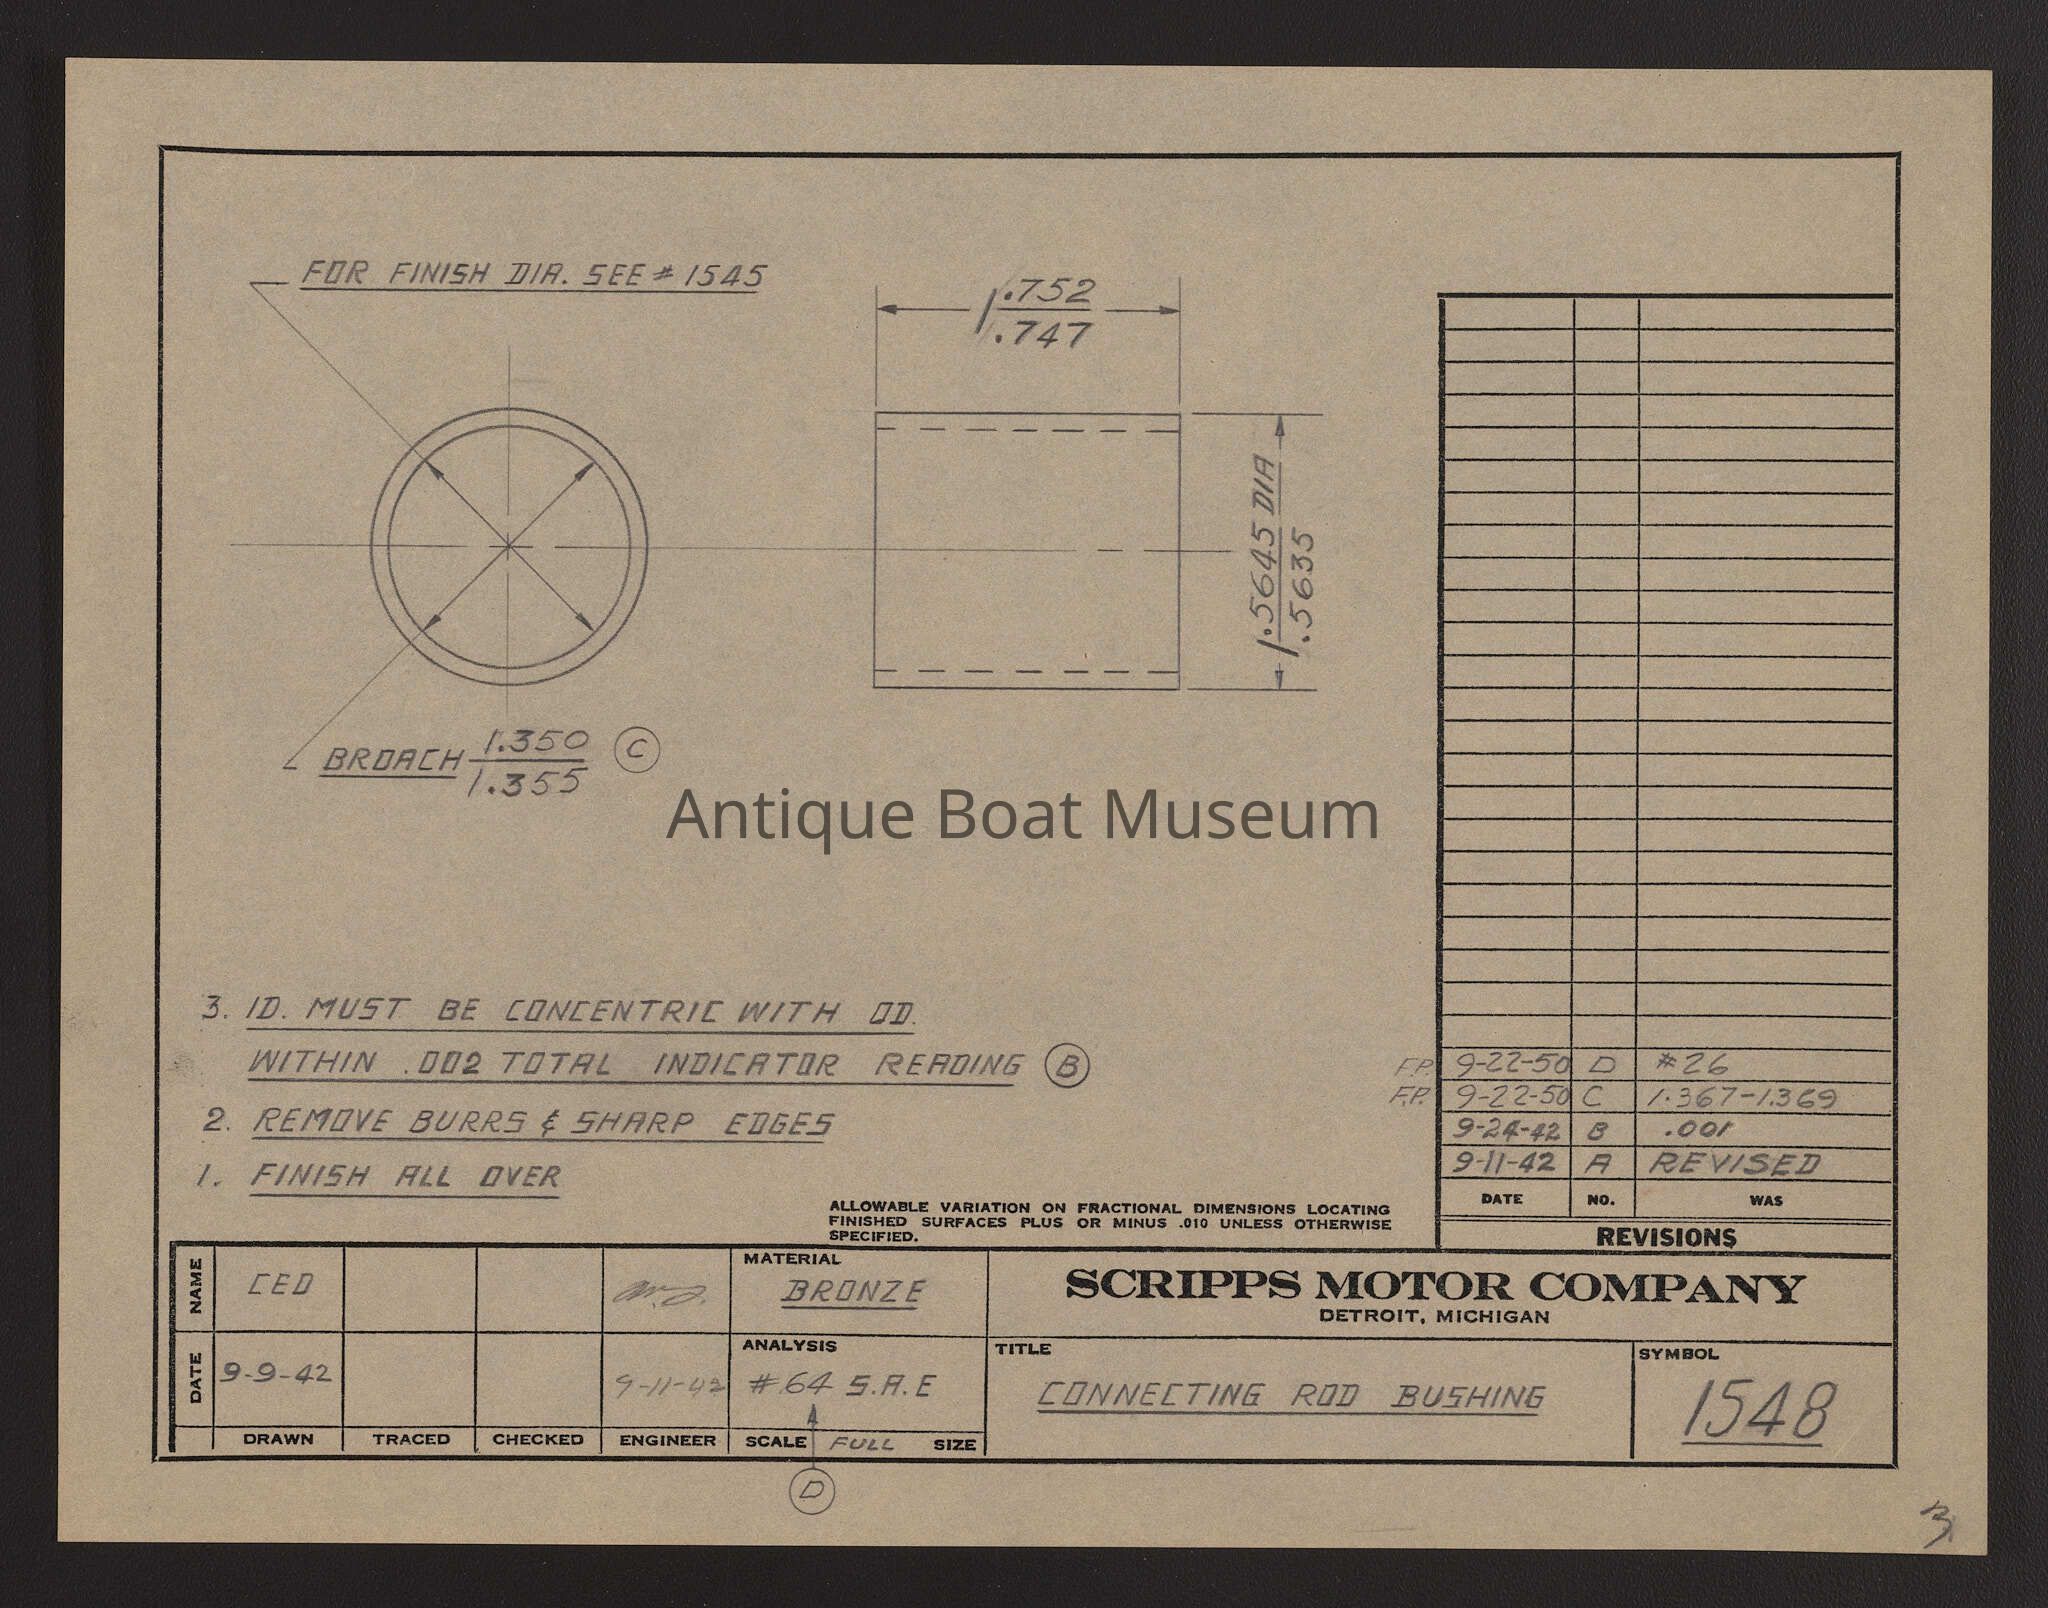 FOR FINISH DIA. SEE # 1545
1.752
.747
1.5645 DIA
1.5635
BROACH 1.350
1.355
C
Antique Boat Museum
3. ID. MUST BE CONCENTRIC WITH OD.
WITHIN .002 TOTAL INDICATOR READING B
2. REMOVE BURRS & SHARP EDGES
1. FINISH ALL OVER
F.P. 9-22-50 D #26
F.P. 9-22-50 C 1.367-1.369
9-24-42 B .001
9-11-42 A REVISED
DATE NO. WAS
REVISIONS
ALLOWABLE VARIATION ON FRACTIONAL DIMENSIONS LOCATING
FINISHED SURFACES PLUS OR MINUS .010 UNLESS OTHERWISE
SPECIFIED.
NAME CED
DATE 9-9-42 9-11-42
DRAWN TRACED CHECKED ENGINEER
MATERIAL
BRONZE
ANALYSIS
#64 S.A.E
SCALE FULL SIZE
D
SCRIPPS MOTOR COMPANY
DETROIT, MICHIGAN
TITLE
CONNECTING ROD BUSHING
SYMBOL
1548
3